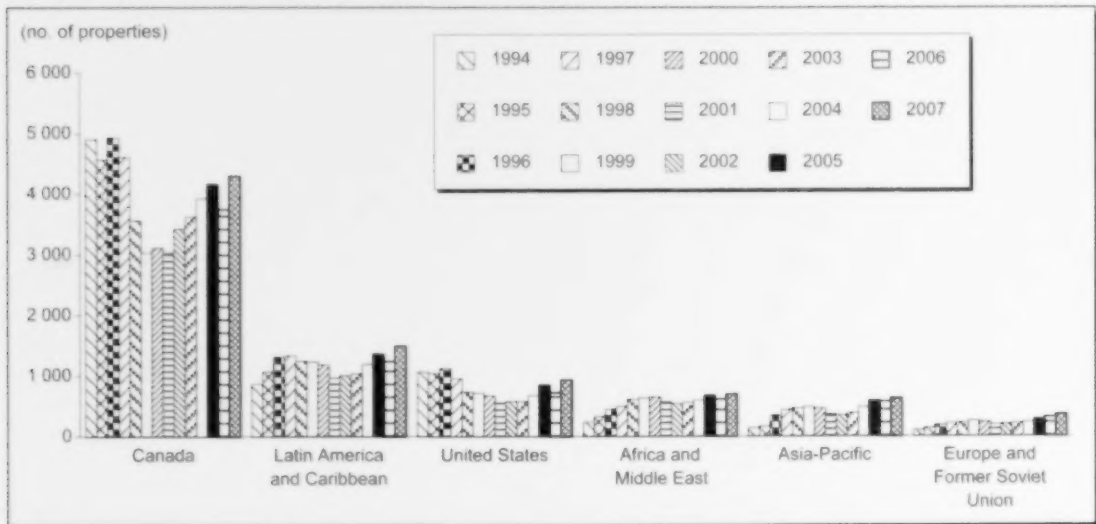 (no. of properties)
1994 1997 2000 2003 2006
1995 1998 2001 2004 2007
1996 1999 2002 2005
6 000
5 000
4 000
3 000
2 000
1 000
0
Canada
Latin America
and Caribbean
United States
Africa and
Middle East
Asia-Pacific
Europe and
Former Soviet
Union